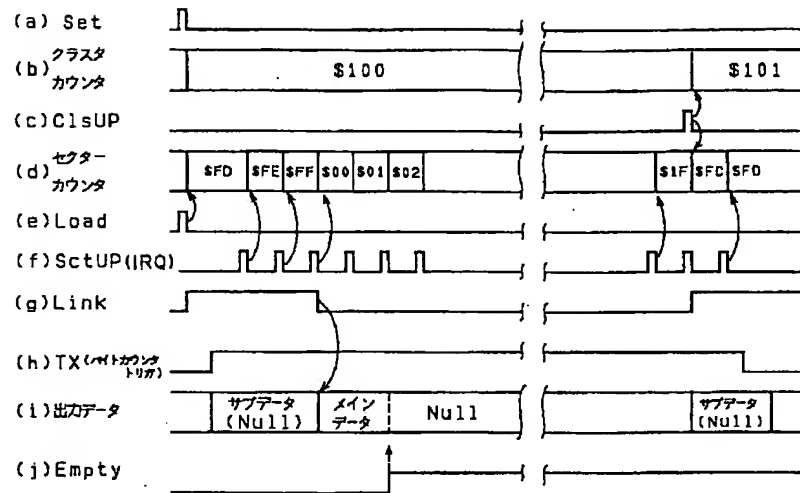 (a) Set
(b) クラスタ
カウンタ
$100
$101
(c) ClsUP
(d) セクター
カウンタ
$FD $FE $FF $00 $01 $02
$1F $FC $FD
(e) Load
(f) SctUP(IRQ)
(g) Link
(h) TX(バイトカウンタ
トリガ)
(i) 出力データ
サブデータ
(Null)
メイン
データ
Null
サブデータ
(Null)
(j) Empty